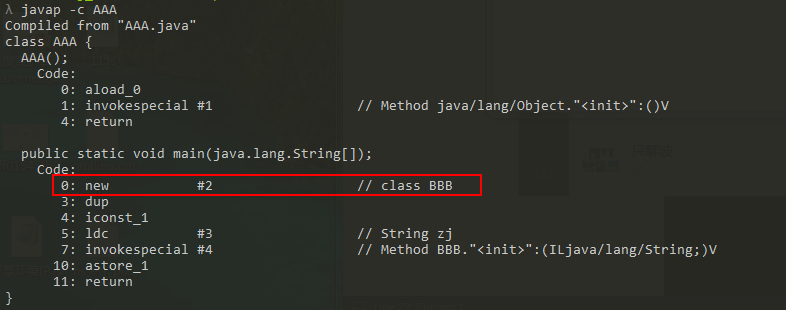 λ javap -c AAA
Compiled from "AAA.java"
class AAA {
  AAA();
    Code:
       0: aload_0
       1: invokespecial #1                  // Method java/lang/Object."<init>":()V
       4: return

  public static void main(java.lang.String[]);
    Code:
       0: new           #2                  // class BBB
       3: dup
       4: iconst_1
       5: ldc           #3                  // String zj
       7: invokespecial #4                  // Method BBB."<init>":(ILjava/lang/String;)V
      10: astore_1
      11: return
}